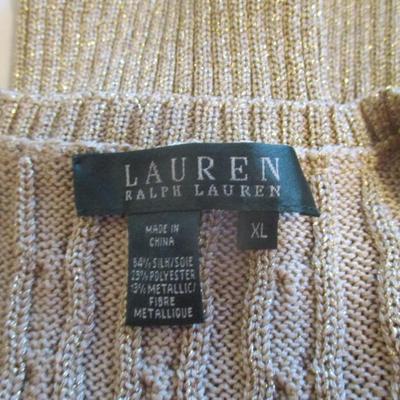 LAUREN
RALPH LAUREN
MADE IN
CHINA
XL
64% SILK/SOIE
23% POLYESTER
13% METALLIC/
FIBRE
METALLIQUE